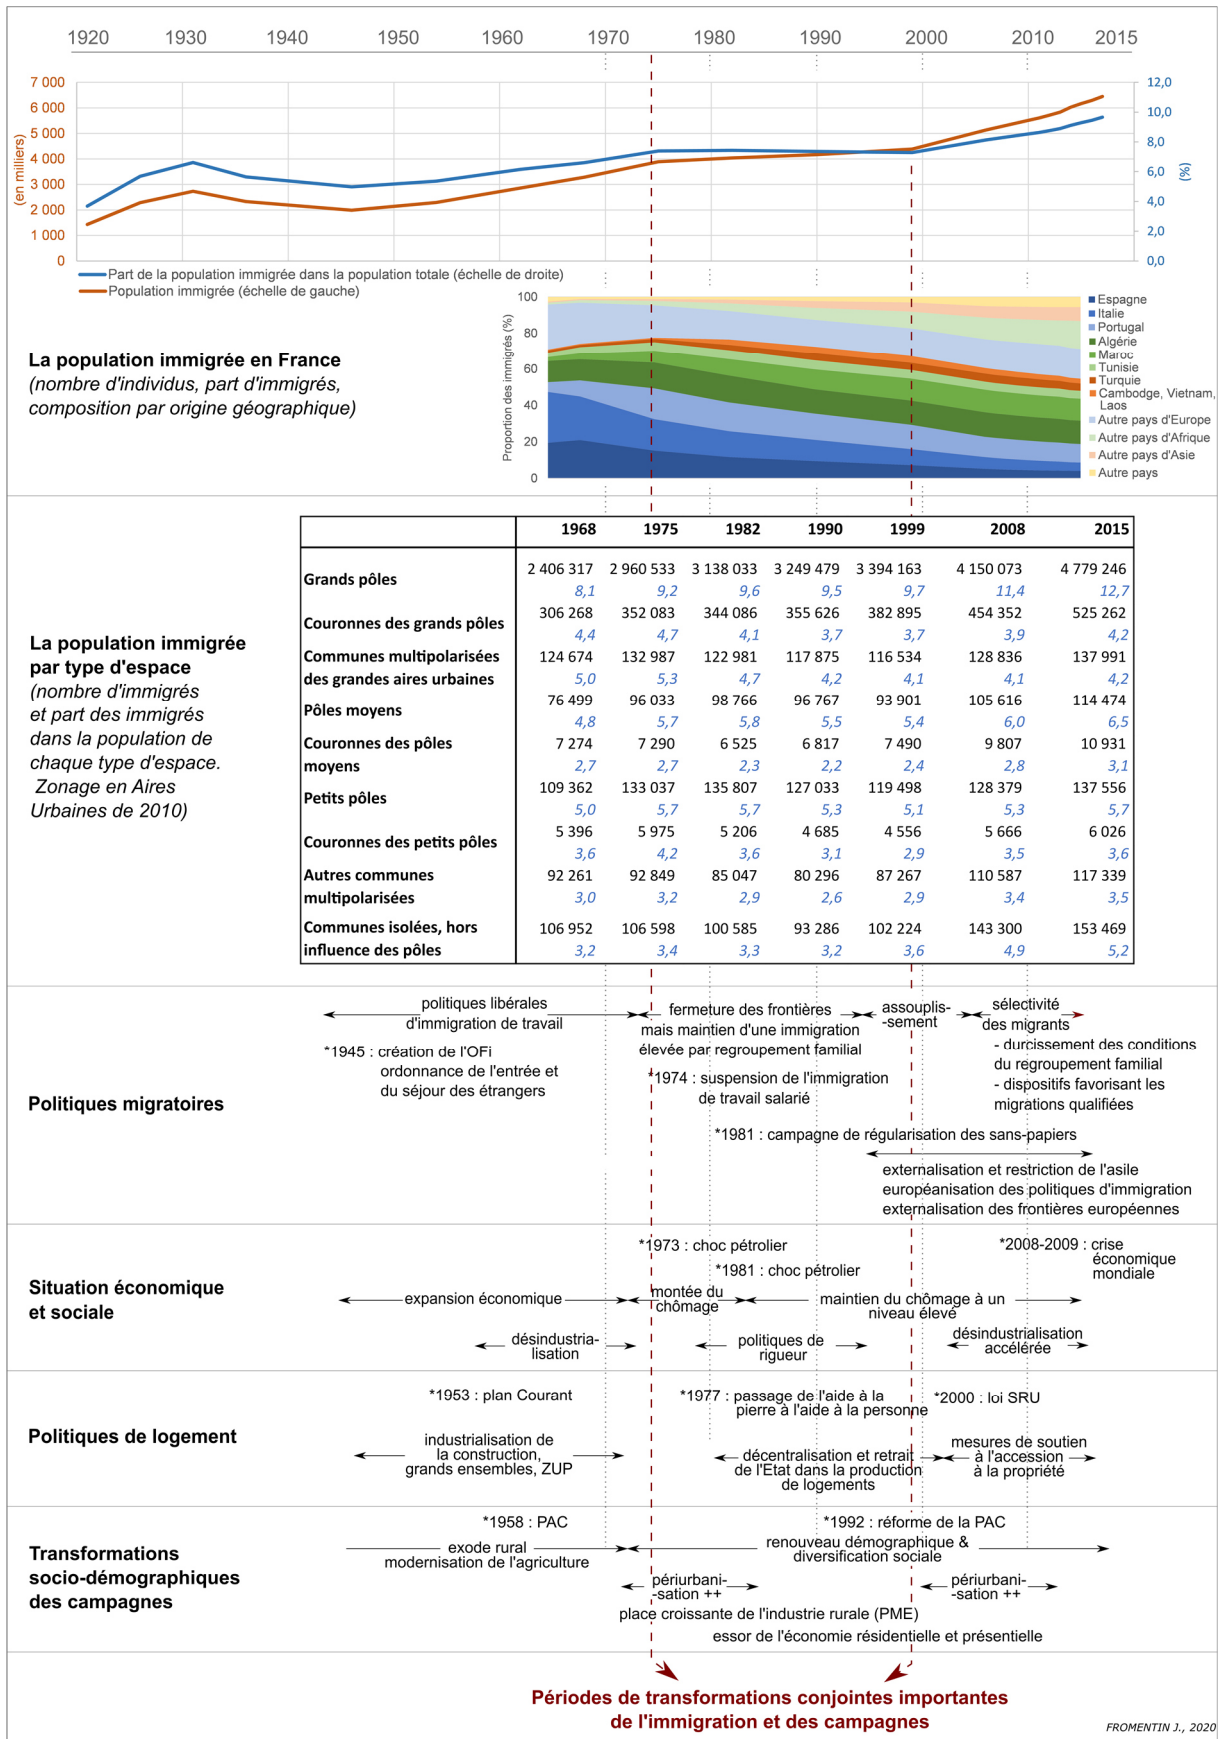 1920 1930 1940 1950 1960 1970 1980 1990 2000 2010 2015
7 000
6 000
5 000
4 000
3 000
2 000
1 000
0
(en milliers)
12,0
10,0
8,0
6,0
4,0
2,0
0,0
(%)
Part de la population immigrée dans la population totale (échelle de droite)
Population immigrée (échelle de gauche)
La population immigrée en France
(nombre d'individus, part d'immigrés,
composition par origine géographique)
Proportion des immigrés (%)
100
80
60
40
20
0
Espagne
Italie
Portugal
Algérie
Maroc
Tunisie
Turquie
Cambodge, Vietnam,
Laos
Autre pays d'Europe
Autre pays d'Afrique
Autre pays d'Asie
Autre pays
La population immigrée
par type d'espace
(nombre d'immigrés
et part des immigrés
dans la population de
chaque type d'espace.
Zonage en Aires
Urbaines de 2010)
1968 1975 1982 1990 1999 2008 2015
Grands pôles
2 406 317 2 960 533 3 138 033 3 249 479 3 394 163 4 150 073 4 779 246
8,1 9,2 9,6 9,5 9,7 11,4 12,7
Couronnes des grands pôles
306 268 352 083 344 086 355 626 382 895 454 352 525 262
4,4 4,7 4,1 3,7 3,7 3,9 4,2
Communes multipolarisées
des grandes aires urbaines
124 674 132 987 122 981 117 875 116 534 128 836 137 991
5,0 5,3 4,7 4,2 4,1 4,1 4,2
Pôles moyens
76 499 96 033 98 766 96 767 93 901 105 616 114 474
4,8 5,7 5,8 5,5 5,4 6,0 6,5
Couronnes des pôles
moyens
7 274 7 290 6 525 6 817 7 490 9 807 10 931
2,7 2,7 2,3 2,2 2,4 2,8 3,1
Petits pôles
109 362 133 037 135 807 127 033 119 498 128 379 137 556
5,0 5,7 5,7 5,3 5,1 5,3 5,7
Couronnes des petits pôles
5 396 5 975 5 206 4 685 4 556 5 666 6 026
3,6 4,2 3,6 3,1 2,9 3,5 3,6
Autres communes
multipolarisées
92 261 92 849 85 047 80 296 87 267 110 587 117 339
3,0 3,2 2,9 2,6 2,9 3,4 3,5
Communes isolées, hors
influence des pôles
106 952 106 598 100 585 93 286 102 224 143 300 153 469
3,2 3,4 3,3 3,2 3,6 4,9 5,2
Politiques migratoires
politiques libérales
d'immigration de travail
*1945 : création de l'OFi
ordonnance de l'entrée et
du séjour des étrangers
fermeture des frontières
mais maintien d'une immigration
élevée par regroupement familial
*1974 : suspension de l'immigration
de travail salarié
assouplis-
-sement
sélectivité
des migrants
- durcissement des conditions
du regroupement familial
- dispositifs favorisant les
migrations qualifiées
*1981 : campagne de régularisation des sans-papiers
externalisation et restriction de l'asile
européanisation des politiques d'immigration
externalisation des frontières européennes
Situation économique
et sociale
*1973 : choc pétrolier
*1981 : choc pétrolier
*2008-2009 : crise
économique
mondiale
expansion économique
montée du
chômage
maintien du chômage à un
niveau élevé
désindustria-
lisation
politiques de
rigueur
désindustrialisation
accélérée
Politiques de logement
*1953 : plan Courant
*1977 : passage de l'aide à la
pierre à l'aide à la personne
*2000 : loi SRU
industrialisation de
la construction,
grands ensembles, ZUP
décentralisation et retrait
de l'Etat dans la production
de logements
mesures de soutien
à l'accession
à la propriété
Transformations
socio-démographiques
des campagnes
*1958 : PAC
*1992 : réforme de la PAC
exode rural
modernisation de l'agriculture
renouveau démographique &
diversification sociale
périurbani-
-sation ++
périurbani-
-sation ++
place croissante de l'industrie rurale (PME)
essor de l'économie résidentielle et présentielle
Périodes de transformations conjointes importantes
de l'immigration et des campagnes
FROMENTIN J., 2020